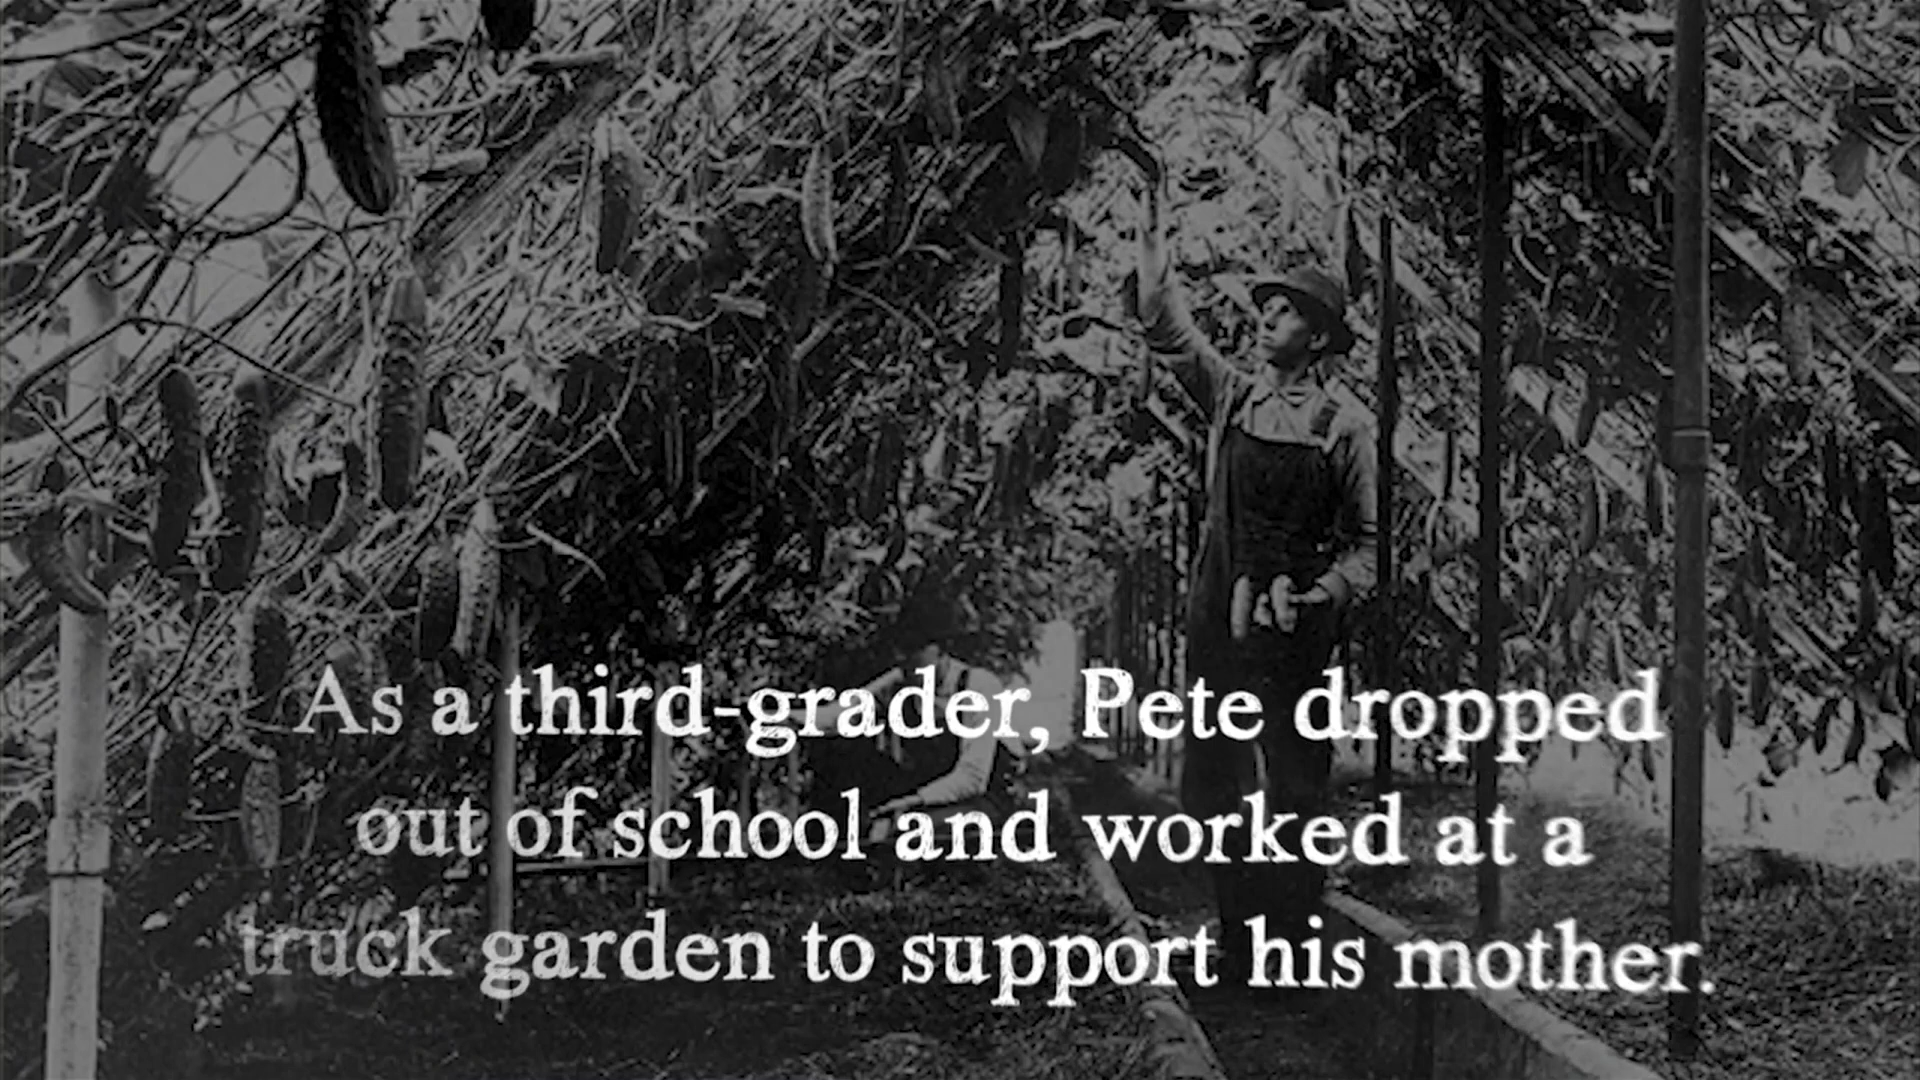 As a third-grader, Pete dropped
out of school and worked at a
truck garden to support his mother.